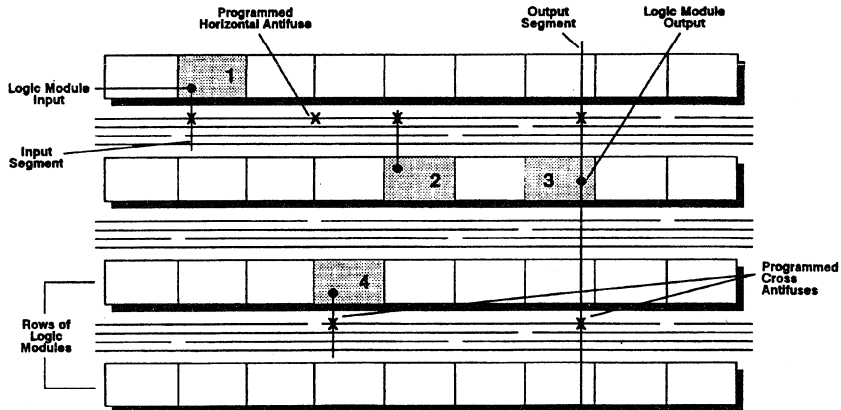 Programmed
Horizontal Antifuse
Output
Segment
Logic Module
Output
Logic Module
Input
1
Input
Segment
2
3
4
Programmed
Cross
Antifuses
Rows of
Logic
Modules